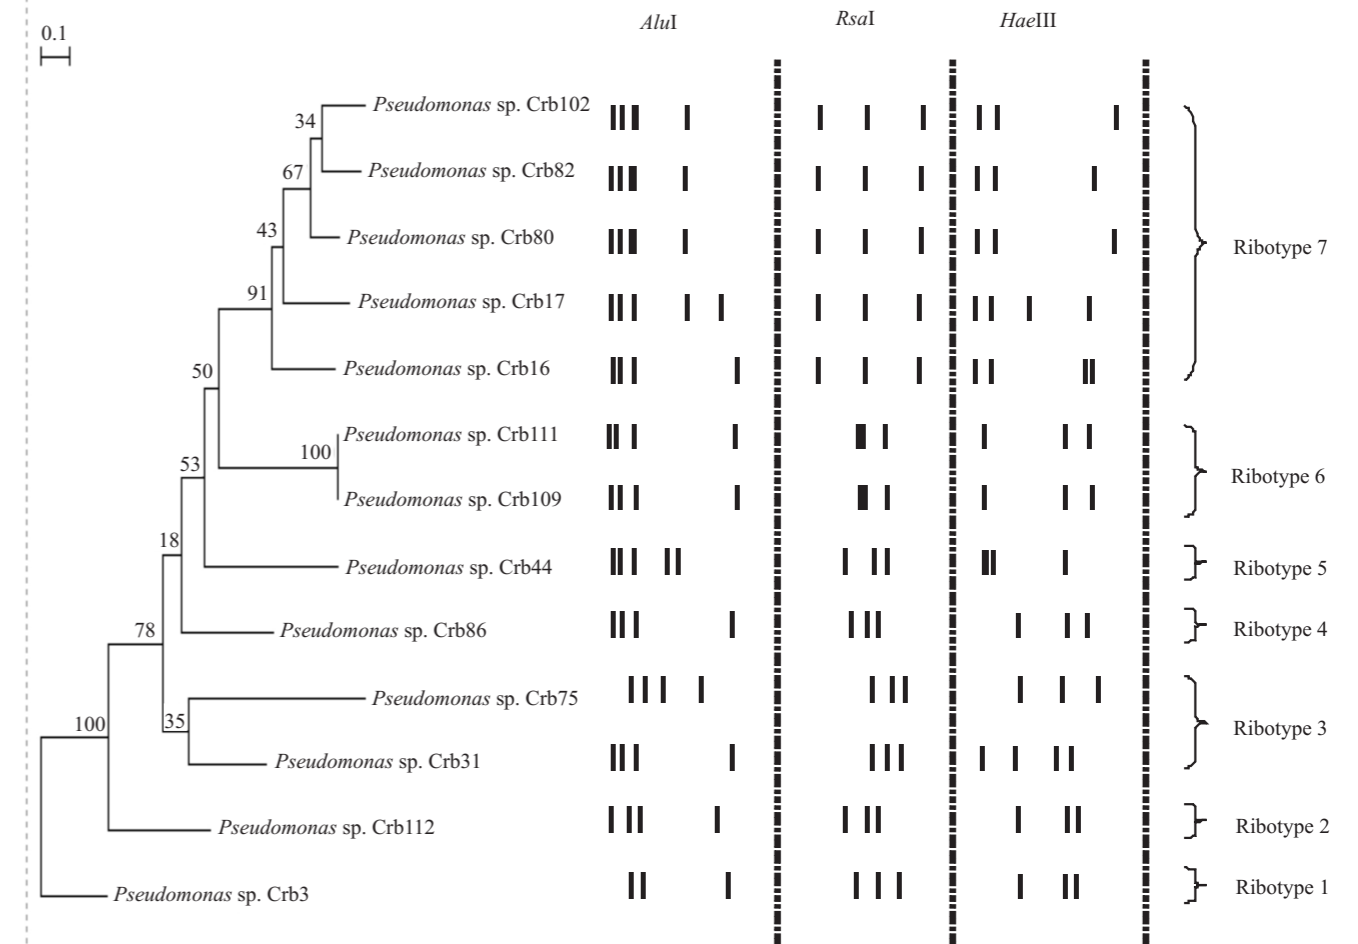 AluI RsaI HaeIII
0.1
Pseudomonas sp. Crb102
34
Pseudomonas sp. Crb82
67
43
Pseudomonas sp. Crb80
Ribotype 7
91
Pseudomonas sp. Crb17
50
Pseudomonas sp. Crb16
Pseudomonas sp. Crb111
100
53
Ribotype 6
Pseudomonas sp. Crb109
18
Pseudomonas sp. Crb44 Ribotype 5
78
Pseudomonas sp. Crb86 Ribotype 4
Pseudomonas sp. Crb75
100 35
Ribotype 3
Pseudomonas sp. Crb31
Pseudomonas sp. Crb112 Ribotype 2
Pseudomonas sp. Crb3 Ribotype 1